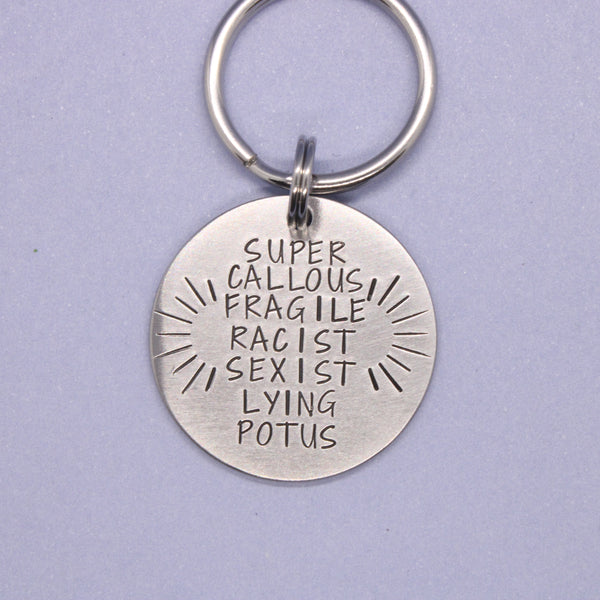 SUPER
CALLOUS
FRAGILE
RACIST
SEXIST
LYING
POTUS